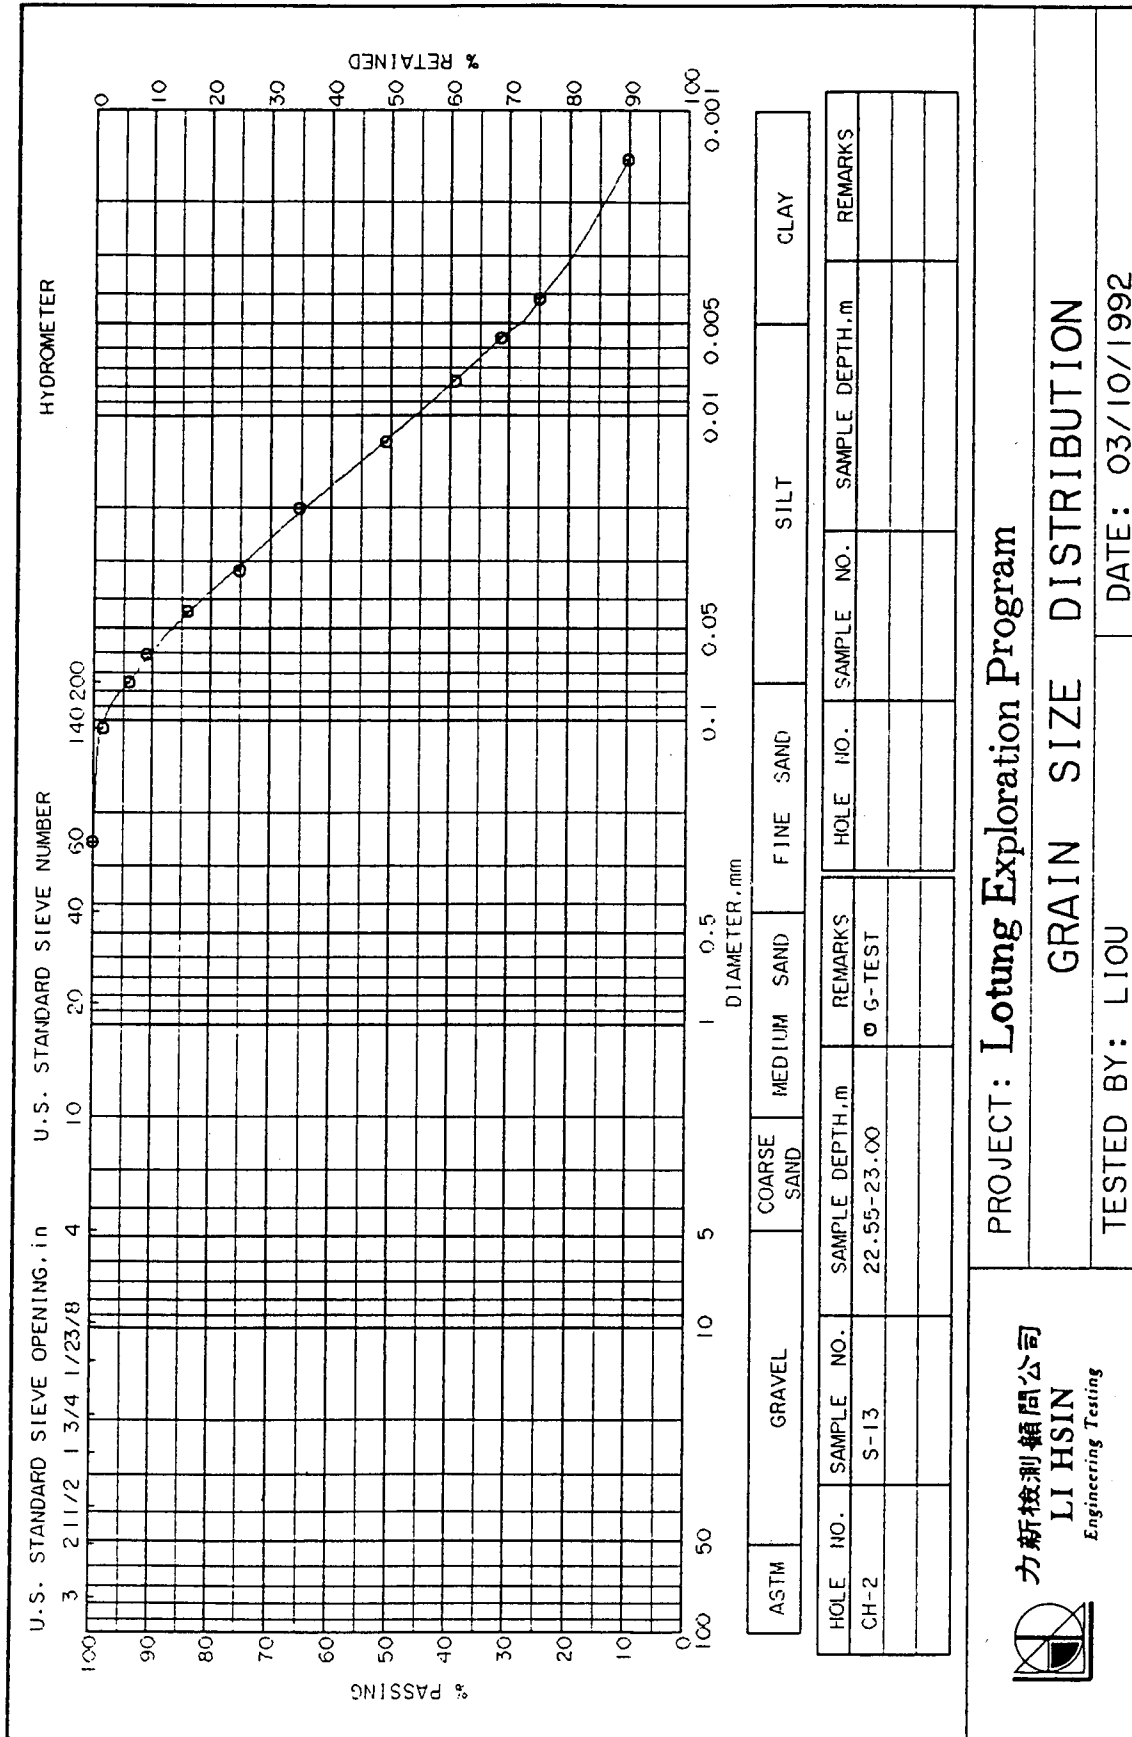 U.S. STANDARD SIEVE OPENING, in U.S. STANDARD SIEVE NUMBER HYDROMETER
3 2 1 1/2 1 3/4 1/2 3/8 4 10 20 40 60 140 200
% PASSING
100
90
80
70
60
50
40
30
20
10
0
% RETAINED
0
10
20
30
40
50
60
70
80
90
100
100 50 10 5 1 0.5 0.1 0.05 0.01 0.005 0.001
DIAMETER, mm
ASTM GRAVEL COARSE SAND MEDIUM SAND FINE SAND SILT CLAY
HOLE NO. SAMPLE NO. SAMPLE DEPTH, m REMARKS HOLE NO. SAMPLE NO. SAMPLE DEPTH, m REMARKS
CH-2 S-13 22.55-23.00 G-TEST
力新檢測顧問公司
LI HSIN
Engineering Testing
PROJECT: Lotung Exploration Program
GRAIN SIZE DISTRIBUTION
TESTED BY: LIOU DATE: 03/10/1992